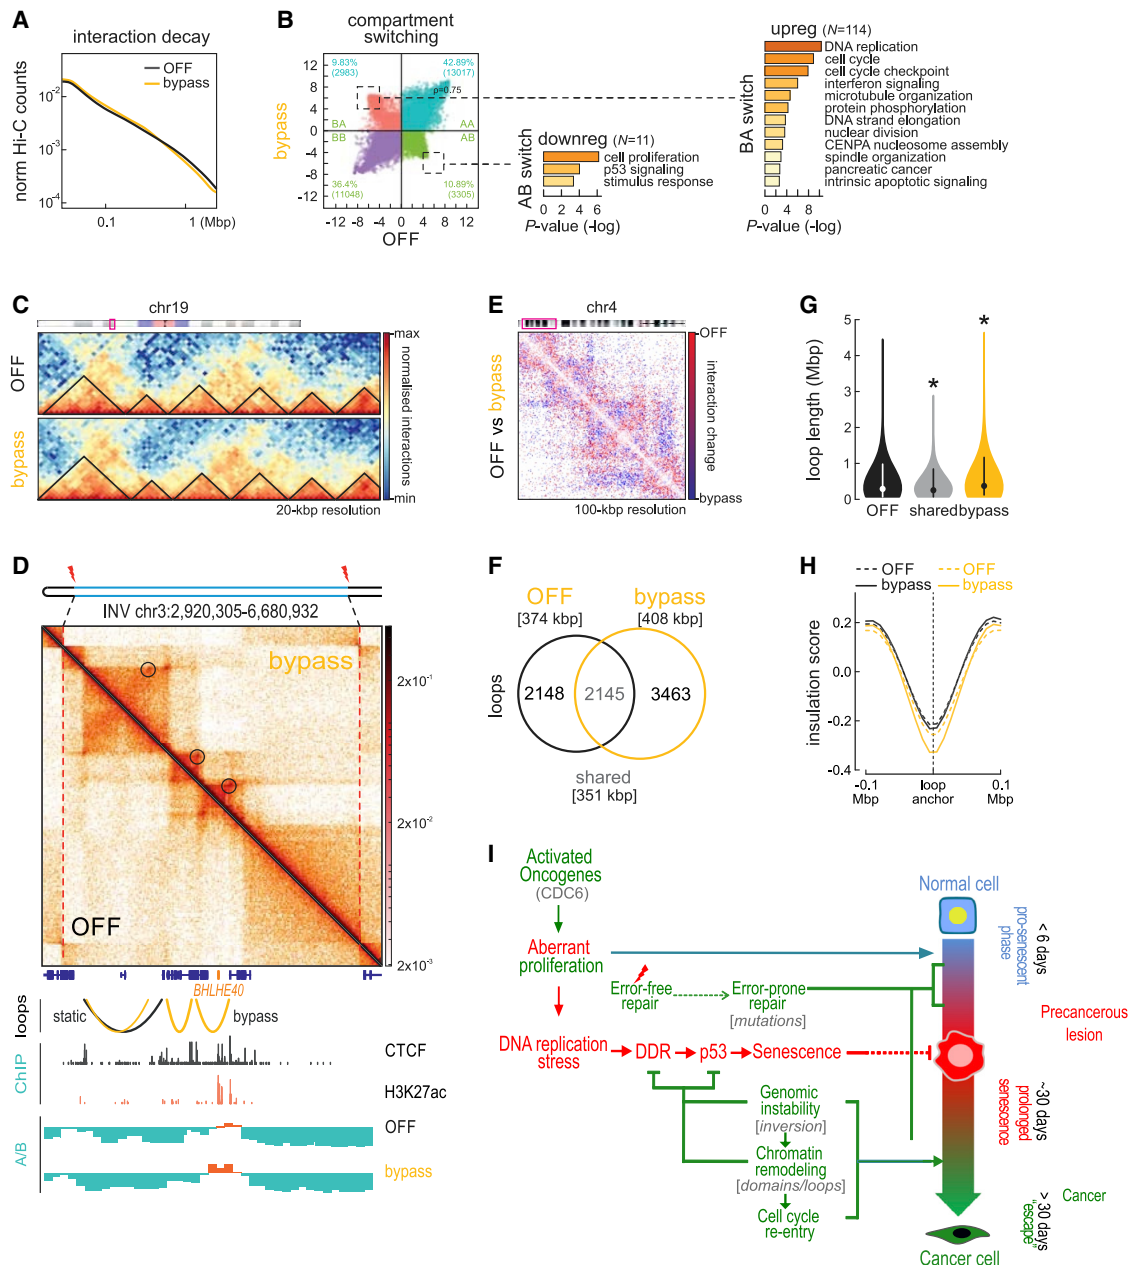 A
interaction decay
norm Hi-C counts
10-2
10-4
OFF
bypass
0.1
1 (Mbp)
B
compartment
switching
bypass
12
8
4
0
-4
-8
-12
9.83%
(2983)
42.89%
(13017)
ρ=0.75
BA
AA
BB
AB
36.4%
(11048)
10.89%
(3305)
-12 -8 -4 0 4 8 12
OFF
downreg (N=11)
AB switch
cell proliferation
p53 signaling
stimulus response
0 2 4 6
P-value (-log)
upreg (N=114)
BA switch
DNA replication
cell cycle
cell cycle checkpoint
interferon signaling
microtubule organization
protein phosphorylation
DNA strand elongation
nuclear division
CENPA nucleosome assembly
spindle organization
pancreatic cancer
intrinsic apoptotic signaling
0 2 4 6 8
P-value (-log)
C
chr19
OFF
bypass
max
normalised interactions
min
20-kbp resolution
E
chr4
OFF vs bypass
OFF
interaction change
bypass
100-kbp resolution
G
loop length (Mbp)
5
4
3
2
1
0
*
*
OFF
shared
bypass
D
INV chr3:2,920,305-6,680,932
bypass
OFF
2x10-1
2x10-2
2x10-3
BHLHE40
loops
static
bypass
ChIP
CTCF
H3K27ac
A/B
OFF
bypass
F
OFF
[374 kbp]
bypass
[408 kbp]
loops
2148
2145
3463
shared
[351 kbp]
H
OFF
bypass
OFF
bypass
insulation score
0.2
0.0
-0.2
-0.4
-0.1
Mbp
loop
anchor
0.1
Mbp
I
Activated
Oncogenes
(CDC6)
Aberrant
proliferation
Error-free
repair
Error-prone
repair
[mutations]
DNA replication
stress
DDR
p53
Senescence
Genomic
instability
[inversion]
Chromatin
remodeling
[domains/loops]
Cell cycle
re-entry
Normal cell
pro-senescent
phase
< 6 days
Precancerous
lesion
~30 days
prolonged
senescence
> 30 days
"escape"
Cancer
Cancer cell